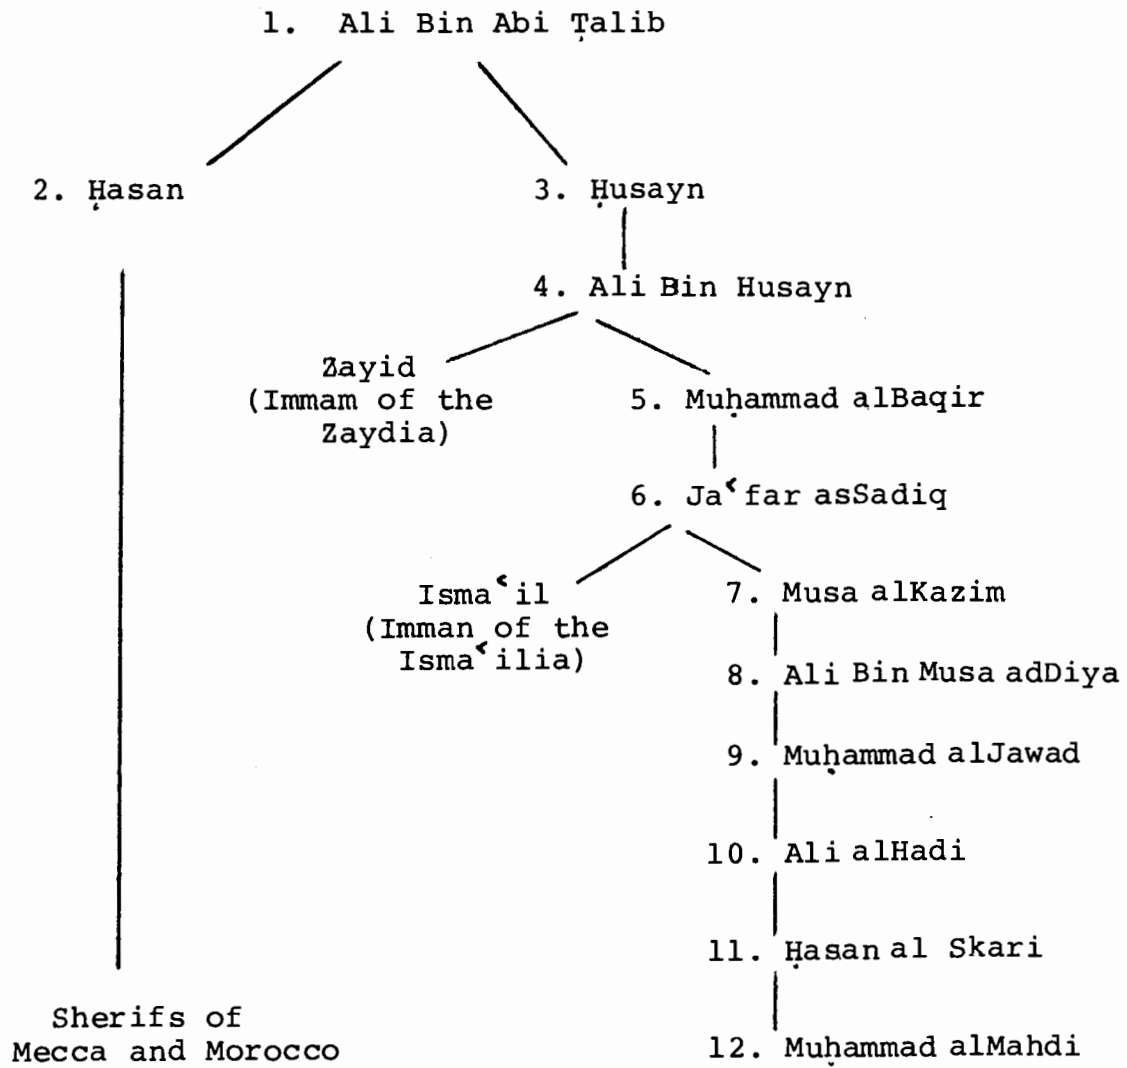 1. Ali Bin Abi Ṭalib
2. Ḥasan
3. Ḥusayn
4. Ali Bin Husayn
Zayid
(Immam of the
Zaydia)
5. Muḥammad alBaqir
6. Jaʿfar asSadiq
Ismaʿil
(Imman of the
Ismaʿilia)
7. Musa alKazim
8. Ali Bin Musa adDiya
9. Muḥammad alJawad
10. Ali alHadi
11. Ḥasan al Skari
Sherifs of
Mecca and Morocco
12. Muḥammad alMahdi